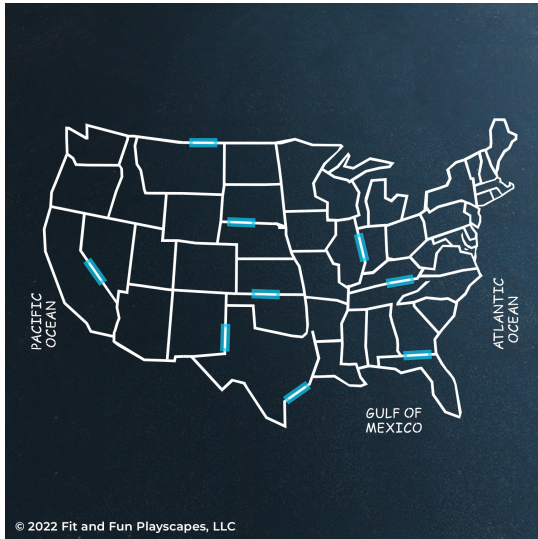 PACIFIC
OCEAN
ATLANTIC
OCEAN
GULF OF
MEXICO
© 2022 Fit and Fun Playscapes, LLC